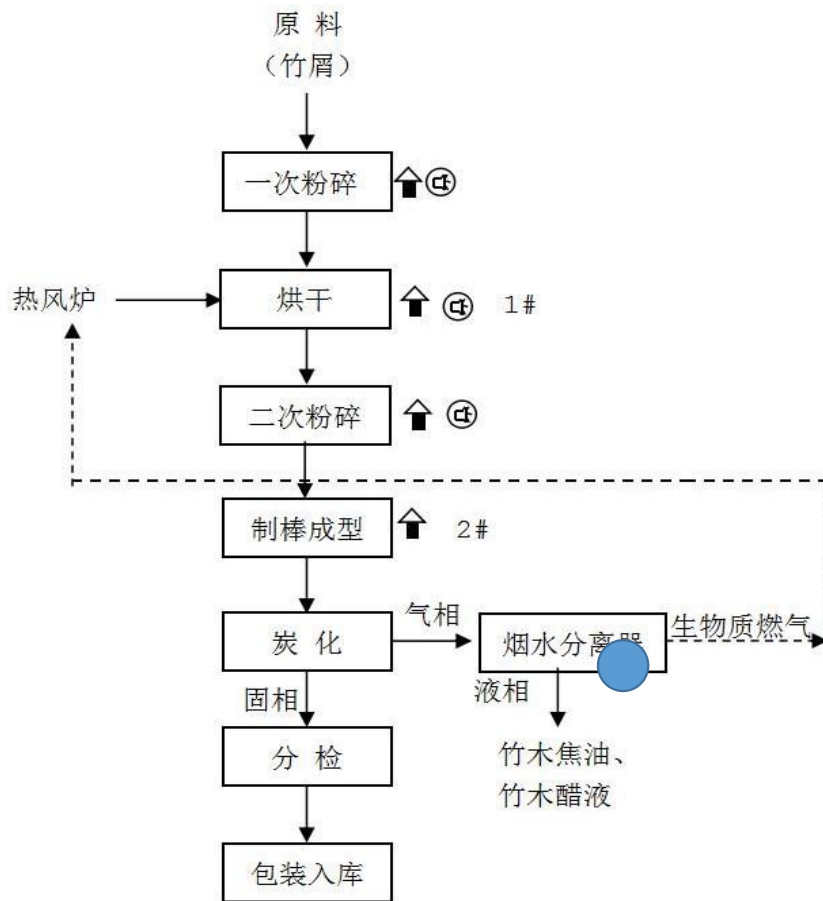 原 料
（竹屑）
一次粉碎
热风炉
烘干
1#
二次粉碎
制棒成型
2#
炭 化
气相
烟水分离器
生物质燃气
固相
液相
分 检
竹木焦油、
竹木醋液
包装入库